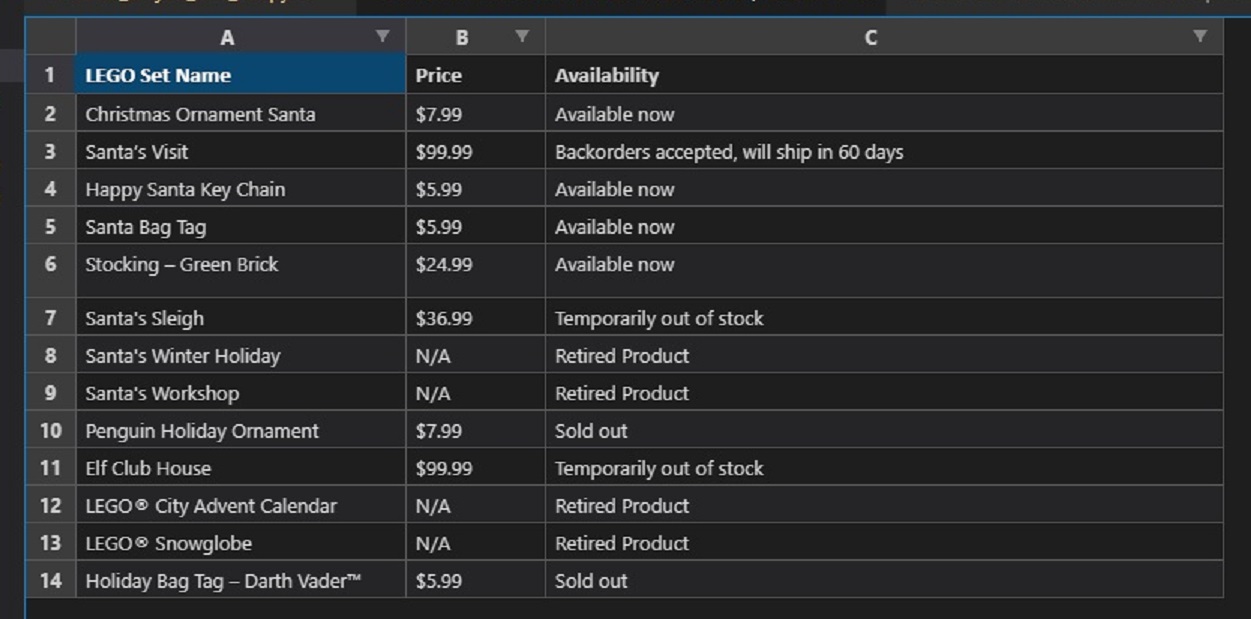 A B C
1 LEGO Set Name Price Availability
2 Christmas Ornament Santa $7.99 Available now
3 Santa's Visit $99.99 Backorders accepted, will ship in 60 days
4 Happy Santa Key Chain $5.99 Available now
5 Santa Bag Tag $5.99 Available now
6 Stocking – Green Brick $24.99 Available now
7 Santa's Sleigh $36.99 Temporarily out of stock
8 Santa's Winter Holiday N/A Retired Product
9 Santa's Workshop N/A Retired Product
10 Penguin Holiday Ornament $7.99 Sold out
11 Elf Club House $99.99 Temporarily out of stock
12 LEGO® City Advent Calendar N/A Retired Product
13 LEGO® Snowglobe N/A Retired Product
14 Holiday Bag Tag – Darth Vader™ $5.99 Sold out